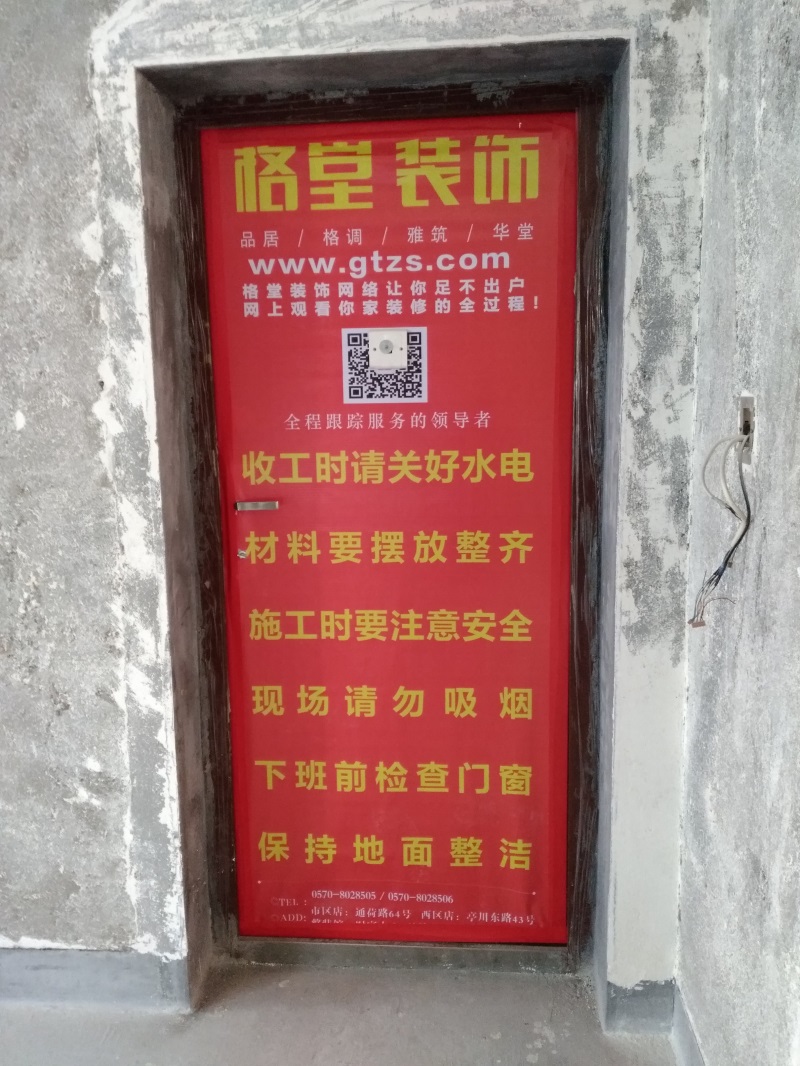 格堂装饰
品居 / 格调 / 雅筑 / 华堂
www.gtzs.com
格堂装饰网络让你足不出户
网上观看你家装修的全过程!
全程跟踪服务的领导者
收工时请关好水电
材料要摆放整齐
施工时要注意安全
现场请勿吸烟
下班前检查门窗
保持地面整洁
TEL: 0570-8028505 / 0570-8028506
ADD: 市区店：通荷路64号 西区店：亭川东路43号